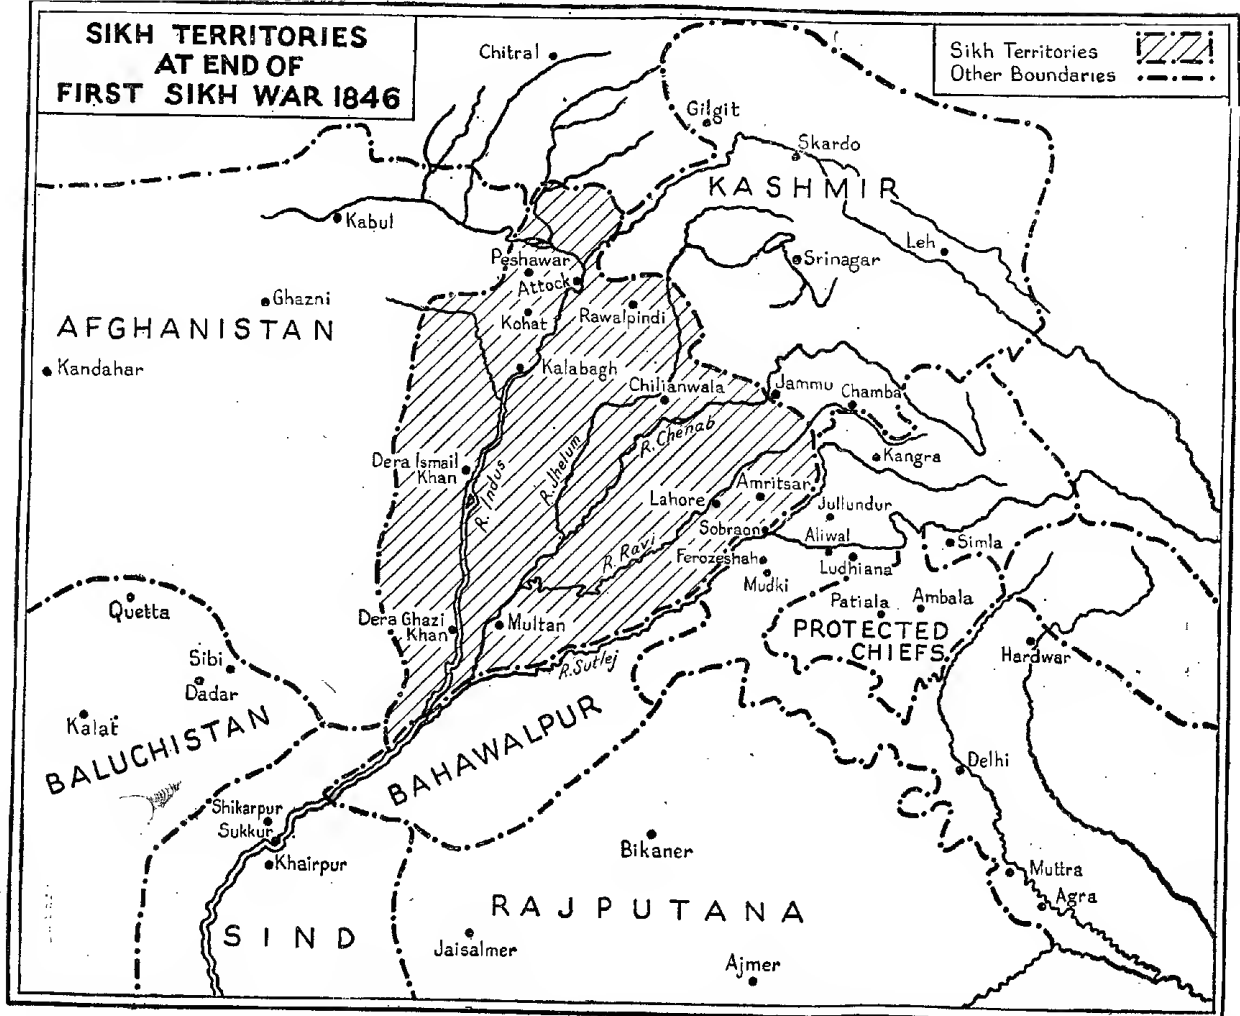 SIKH TERRITORIES
AT END OF
FIRST SIKH WAR 1846
Sikh Territories
Other Boundaries
Chitral
Gilgit
Skardo
KASHMIR
Kabul
Leh
Srinagar
Peshawar
Attock
Ghazni
Kohat
Rawalpindi
AFGHANISTAN
Kandahar
Kalabagh
Chilianwala
Jammu
Chamba
R. Chenab
Dera Ismail
Khan
R. Indus
R. Jhelum
Kangra
Amritsar
Lahore
Jullundur
Sobraon
Aliwal
Simla
R. Ravi
Ferozeshah
Ludhiana
Mudki
Quetta
Patiala
Ambala
Dera Ghazi
Khan
Multan
PROTECTED
CHIEFS
Hardwar
Sibi
Dadar
R. Sutlej
Kalat
BALUCHISTAN
BAHAWALPUR
Delhi
Shikarpur
Sukkur
Khairpur
Bikaner
Muttra
Agra
RAJPUTANA
SIND
Jaisalmer
Ajmer